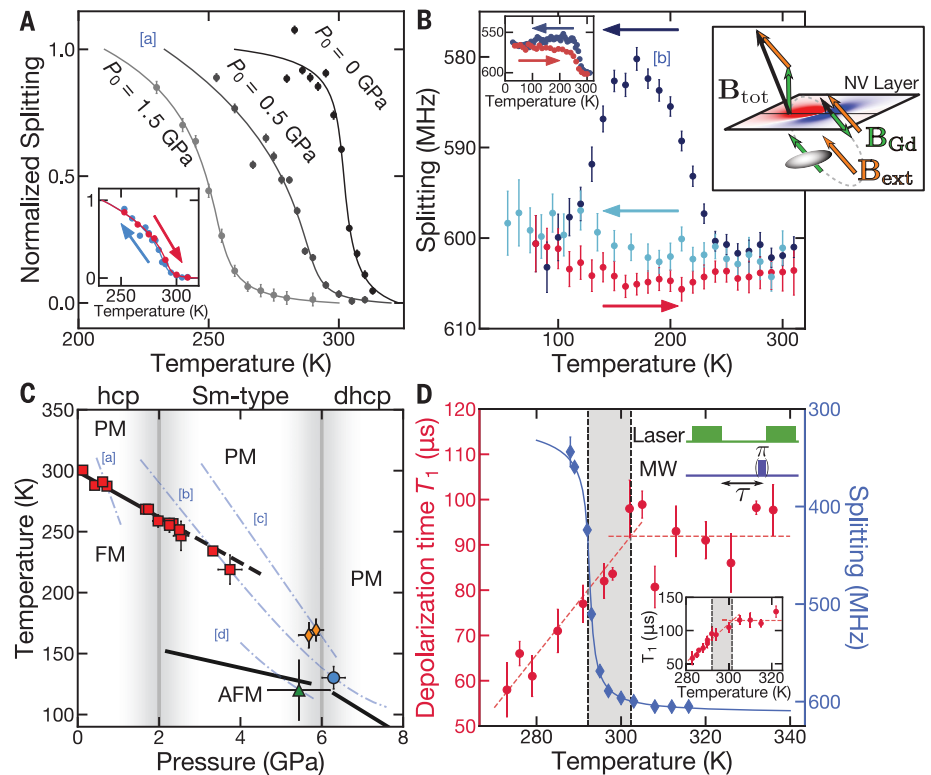 A
Normalized Splitting
1.0
0.5
0.0
[a]
P₀ = 1.5 GPa
P₀ = 0.5 GPa
P₀ = 0 GPa
1
0
250
300
Temperature (K)
200
250
300
Temperature (K)
B
Splitting (MHz)
580
590
600
610
[b]
550
600
0 100 200 300
Temperature (K)
100
200
300
Temperature (K)
NV Layer
B_tot
B_Gd
B_ext
C
hcp
Sm-type
dhcp
Temperature (K)
350
300
250
200
150
100
PM
[a]
[b]
PM
[c]
FM
PM
[d]
AFM
0
2
4
6
Pressure (GPa)
D
Depolarization time T₁ (µs)
120
110
100
90
80
70
60
50
Laser
MW
π
τ
T₁ (µs)
150
100
50
280 300 320
Temperature (K)
300
400
500
600
Splitting (MHz)
280
300
320
340
Temperature (K)